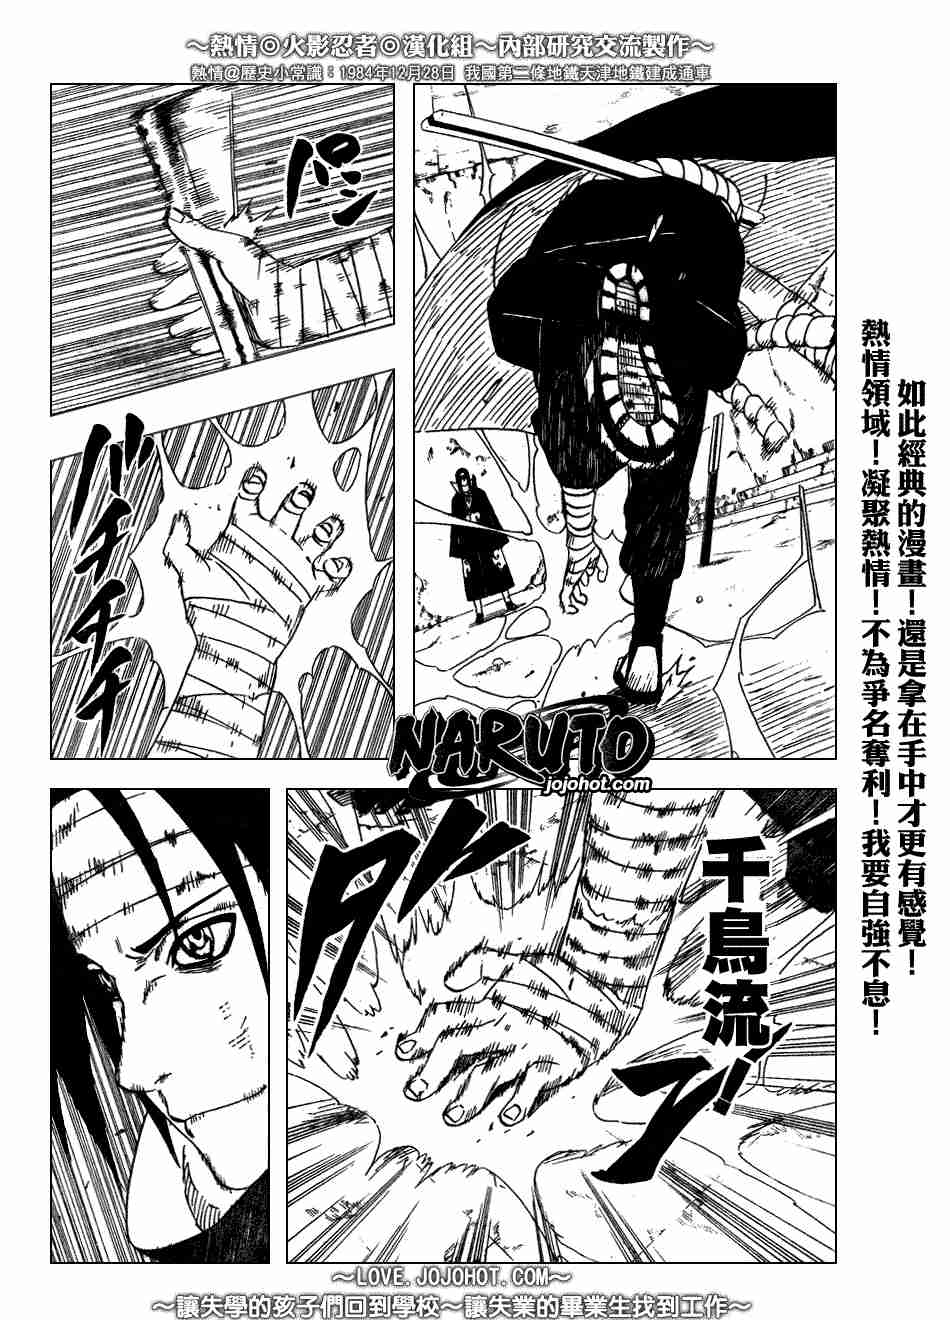 ～熱情◎火影忍者◎漢化組～內部研究交流製作～
熱情@歷史小常識：1984年12月28日 我國第二條地鐵天津地鐵建成通車
パシ
バチチチ
NARUTO
jojohot.com
千鳥流！
ダン
如此經典的漫畫！還是拿在手中才更有感覺！
熱情領域！凝聚熱情！不為爭名奪利！我要自強不息！
～LOVE.JOJOHOT.COM～
～讓失學的孩子們回到學校～讓失業的畢業生找到工作～